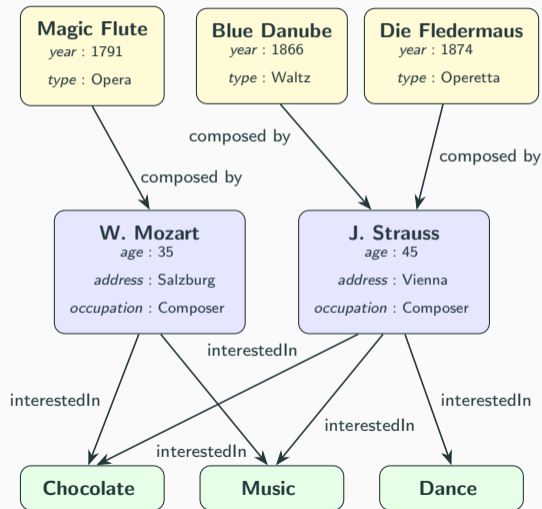 Magic Flute
year : 1791
type : Opera
Blue Danube
year : 1866
type : Waltz
Die Fledermaus
year : 1874
type : Operetta
composed by
composed by
composed by
W. Mozart
age : 35
address : Salzburg
occupation : Composer
J. Strauss
age : 45
address : Vienna
occupation : Composer
interestedIn
interestedIn
interestedIn
interestedIn
interestedIn
Chocolate
Music
Dance